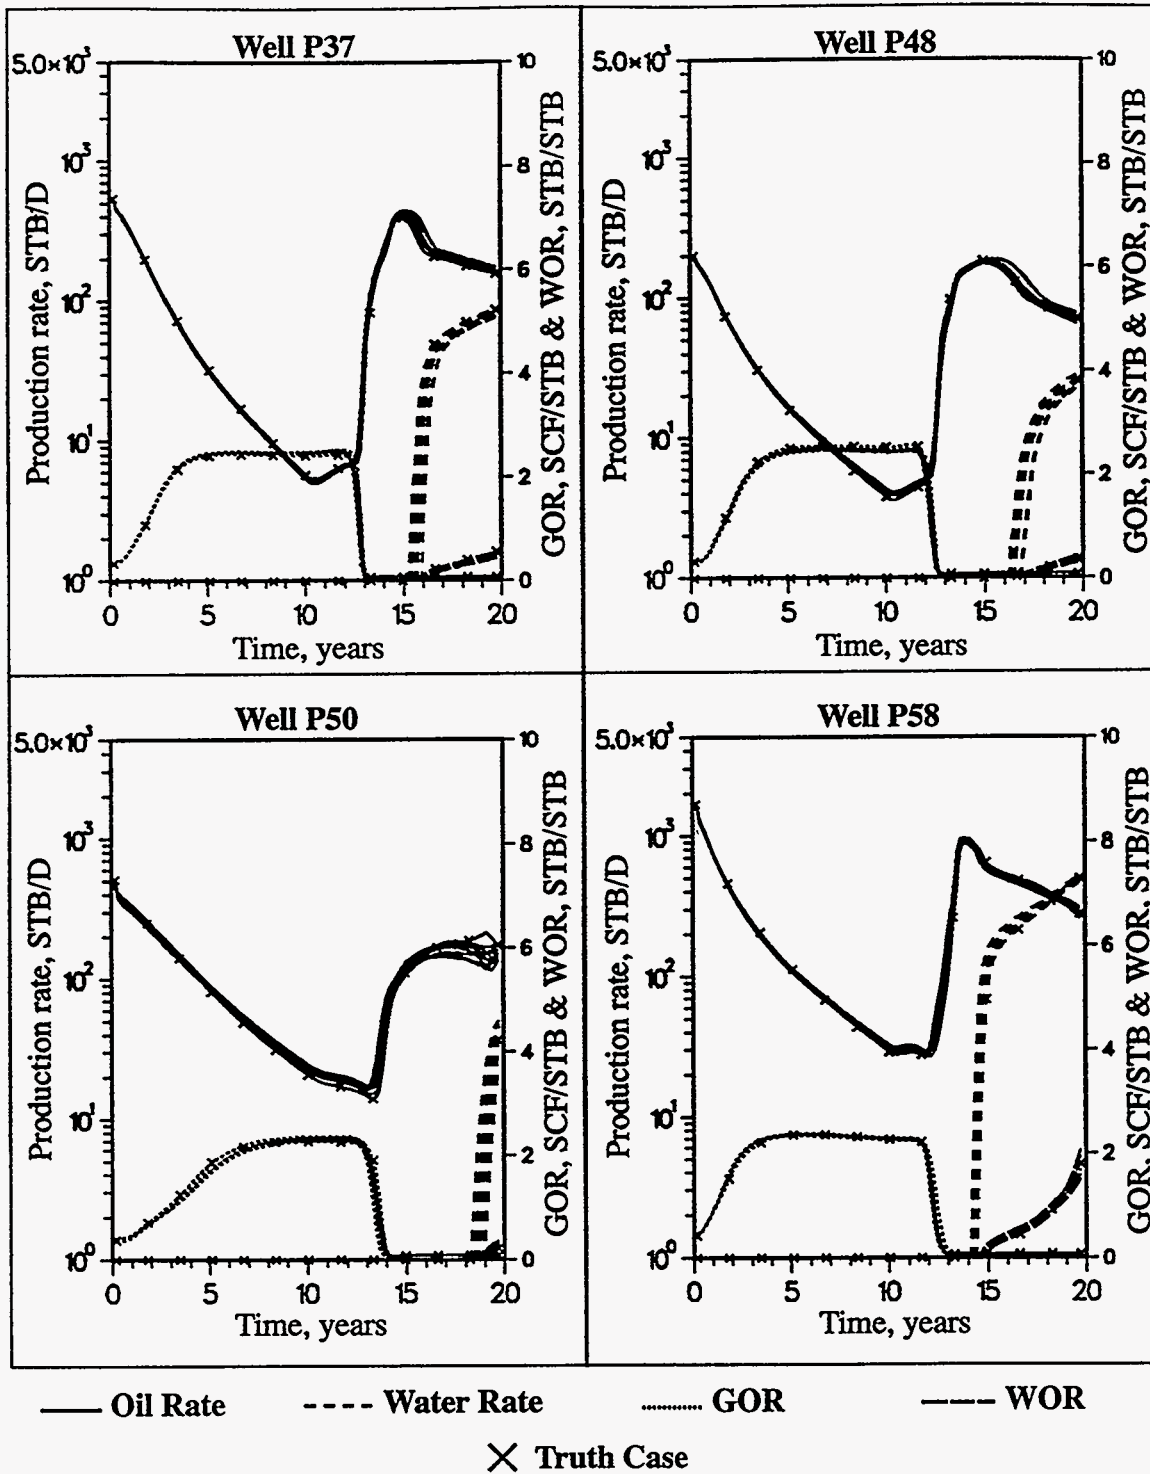 Well P37
Well P48
5.0×10³
10³
10²
10¹
10⁰
Production rate, STB/D
10
8
6
4
2
0
GOR, SCF/STB & WOR, STB/STB
0 5 10 15 20
Time, years
5.0×10³
10³
10²
10¹
10⁰
Production rate, STB/D
10
8
6
4
2
0
GOR, SCF/STB & WOR, STB/STB
0 5 10 15 20
Time, years
Well P50
Well P58
5.0×10³
10³
10²
10¹
10⁰
Production rate, STB/D
10
8
6
4
2
0
GOR, SCF/STB & WOR, STB/STB
0 5 10 15 20
Time, years
5.0×10³
10³
10²
10¹
10⁰
Production rate, STB/D
10
8
6
4
2
0
GOR, SCF/STB & WOR, STB/STB
0 5 10 15 20
Time, years
Oil Rate Water Rate GOR WOR
Truth Case